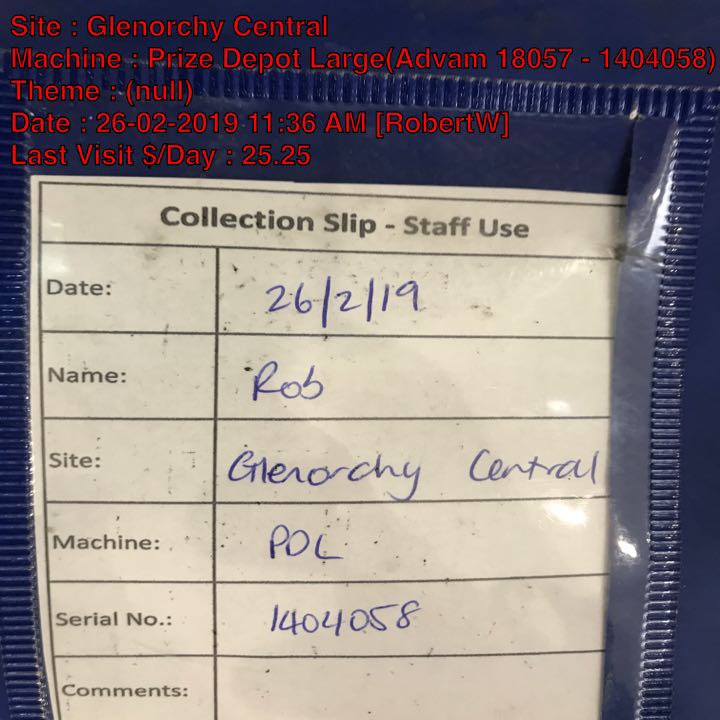 Site : Glenorchy Central
Machine : Prize Depot Large(Advam 18057 - 1404058)
Theme : (null)
Date : 26-02-2019 11:36 AM [RobertW]
Last Visit $/Day : 25.25
Collection Slip - Staff Use
Date: 26/2/19
Name: Rob
Site: Glenorchy Central
Machine: PDL
Serial No.: 1404058
Comments: